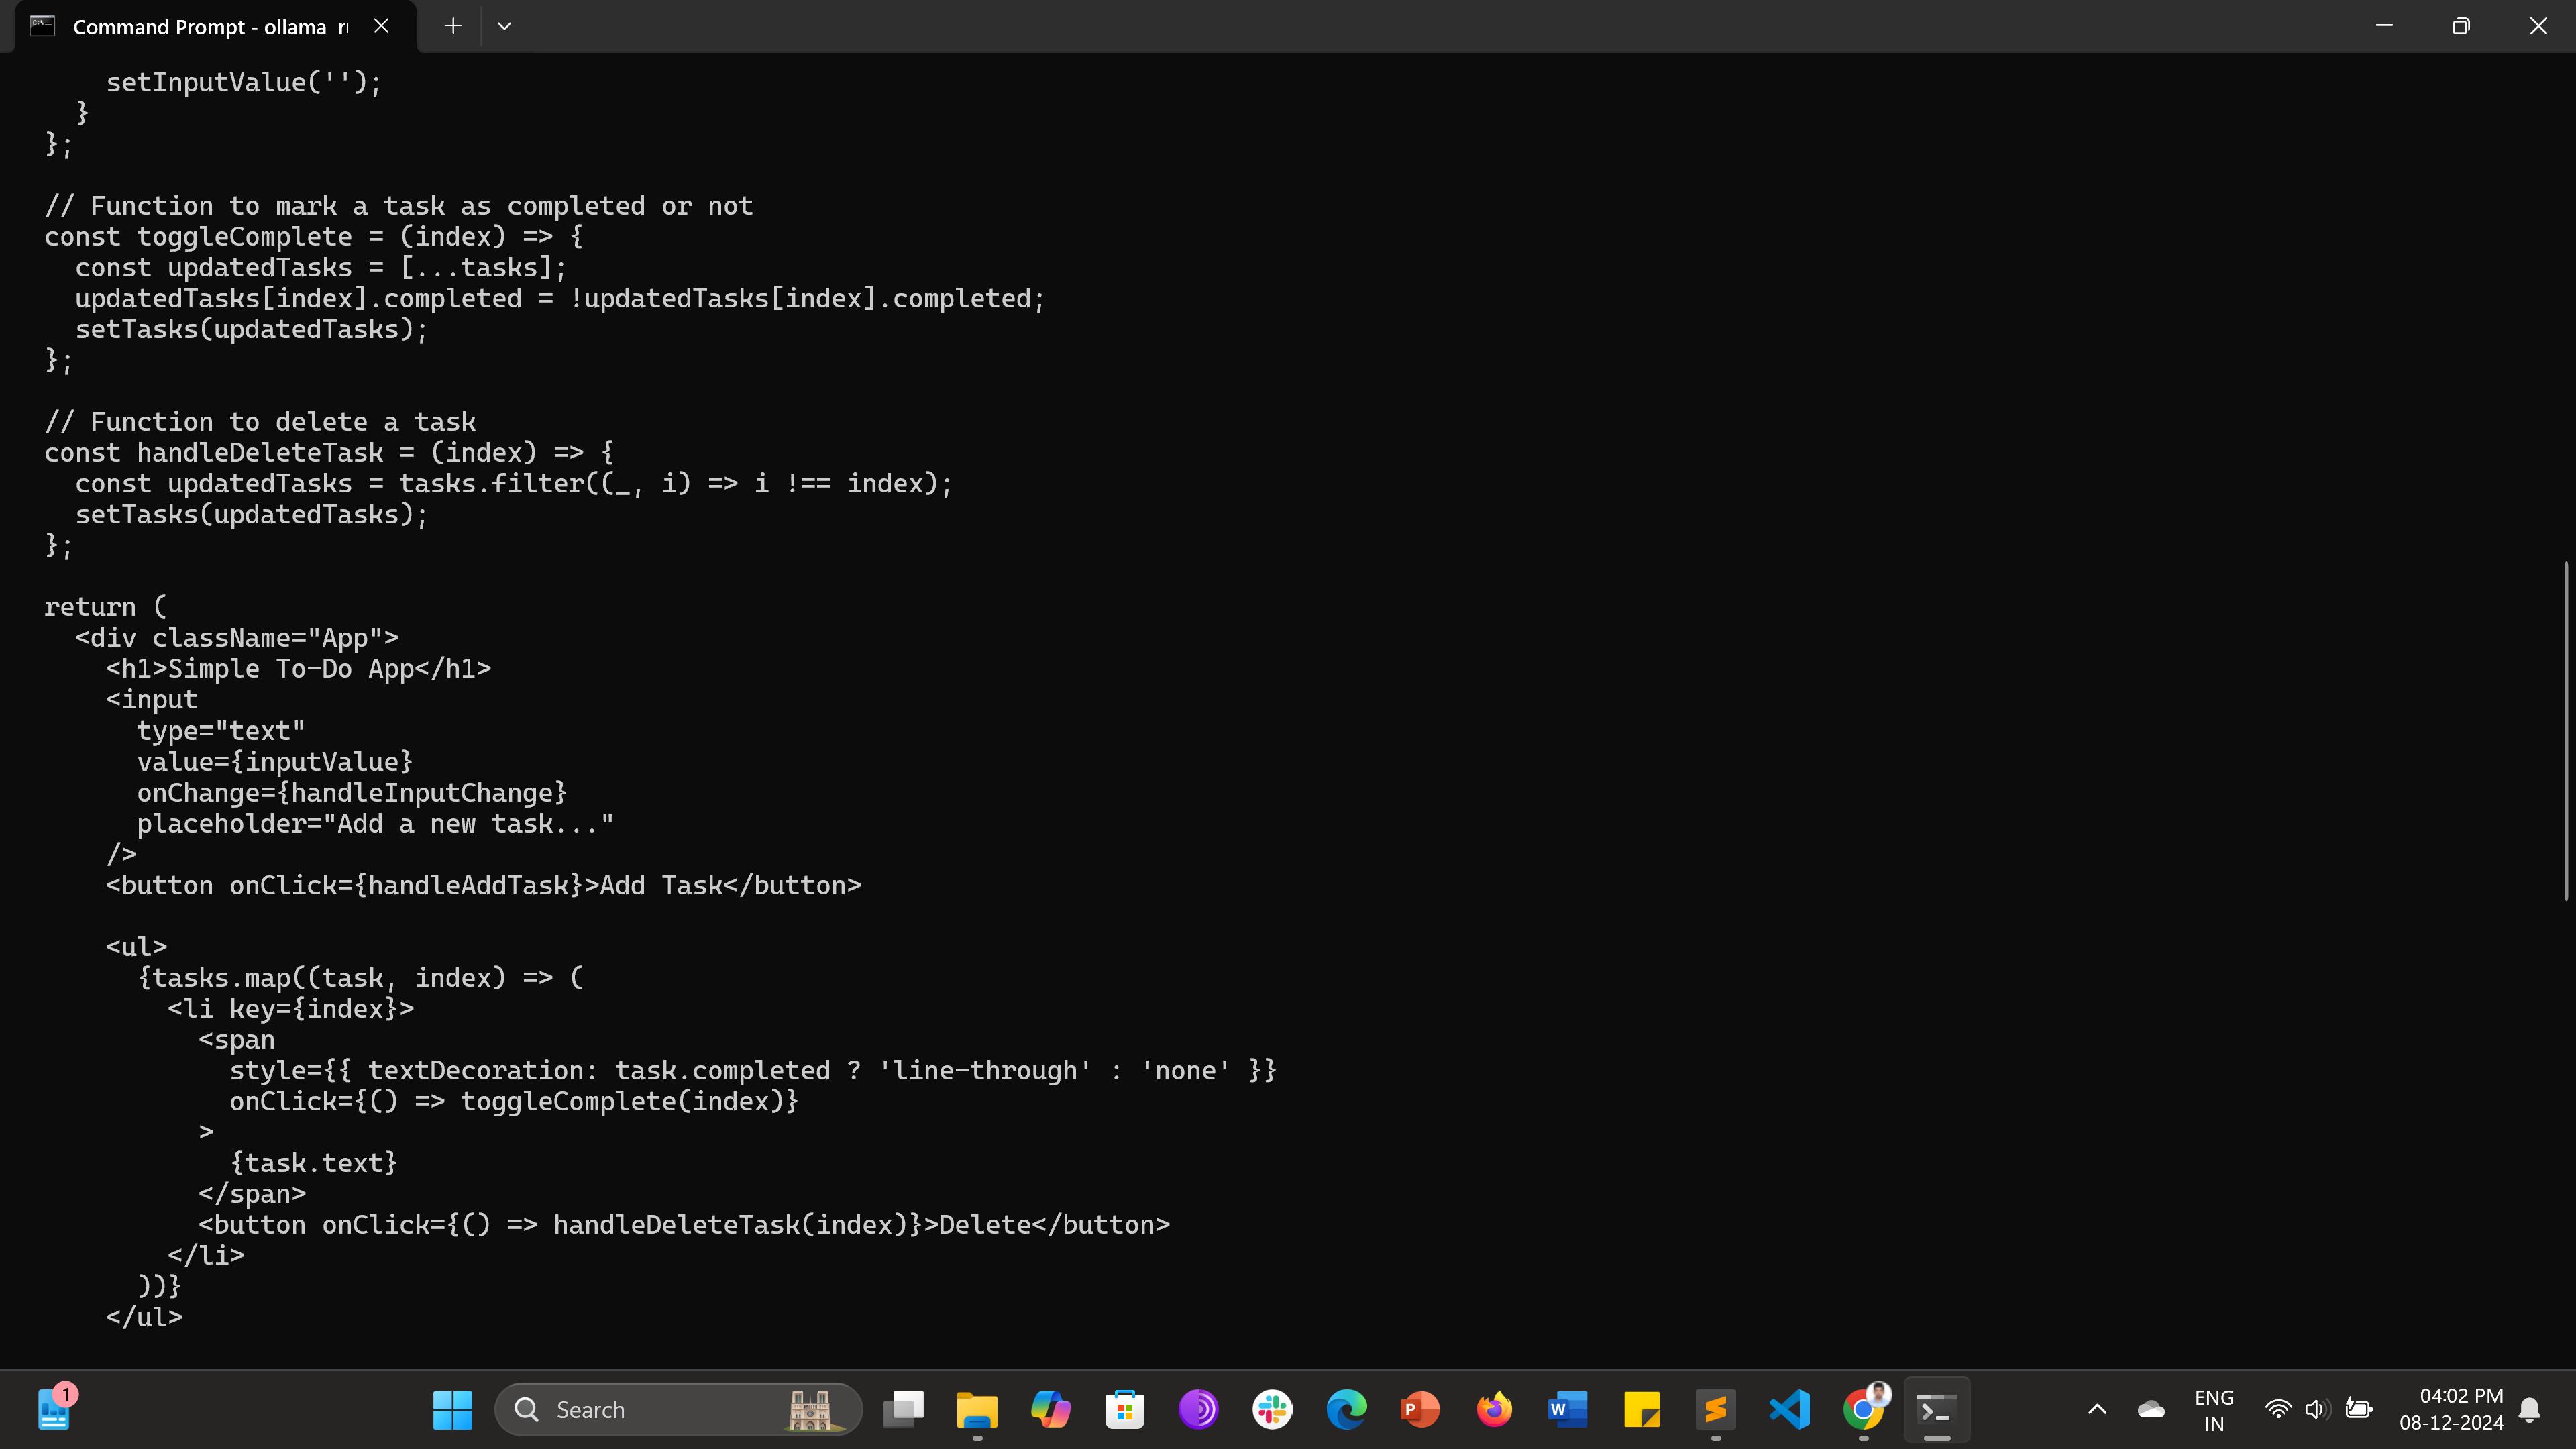 Command Prompt - ollama
setInputValue('');
}
};
// Function to mark a task as completed or not
const toggleComplete = (index) => {
const updatedTasks = [...tasks];
updatedTasks[index].completed = !updatedTasks[index].completed;
setTasks(updatedTasks);
};
// Function to delete a task
const handleDeleteTask = (index) => {
const updatedTasks = tasks.filter((_, i) => i !== index);
setTasks(updatedTasks);
};
return (
<div className="App">
<h1>Simple To-Do App</h1>
<input
type="text"
value={inputValue}
onChange={handleInputChange}
placeholder="Add a new task..."
/>
<button onClick={handleAddTask}>Add Task</button>
<ul>
{tasks.map((task, index) => (
<li key={index}>
<span
style={{ textDecoration: task.completed ? 'line-through' : 'none' }}
onClick={() => toggleComplete(index)}
>
{task.text}
</span>
<button onClick={() => handleDeleteTask(index)}>Delete</button>
</li>
))}
</ul>
1
Search
P
W
ENG
IN
04:02 PM
08-12-2024